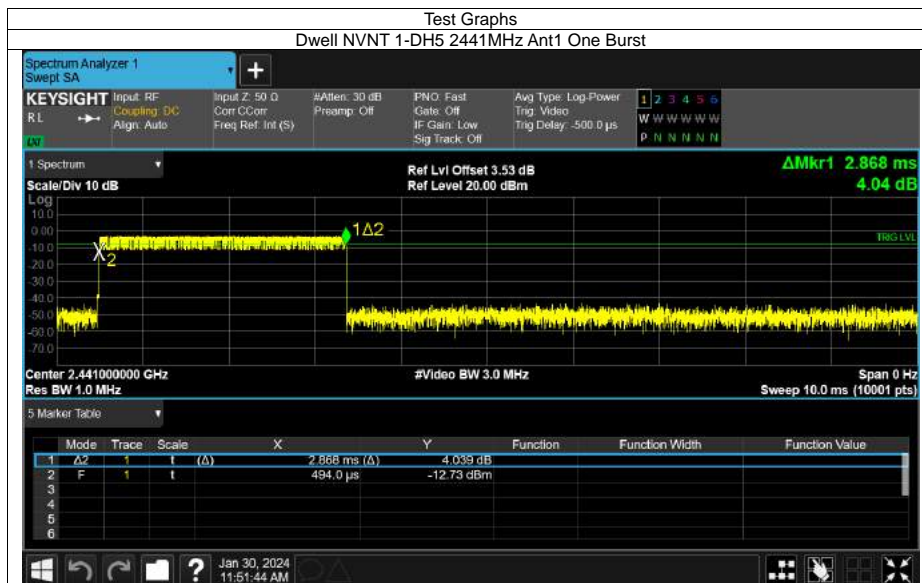 Test Graphs
Dwell NVNT 1-DH5 2441MHz Ant1 One Burst
Spectrum Analyzer 1
Swept SA
+
KEYSIGHT Input: RF Input Z: 50 Ω #Atten: 30 dB PNO: Fast Avg Type: Log-Power 1 2 3 4 5 6
RL Coupling: DC Corr CCorr Preamp: Off Gate: Off Trig: Video W W W W W W
Align: Auto Freq Ref: Int (S) IF Gain: Low Trig Delay: -500.0 µs P N N N N N
LXI Sig Track: Off
1 Spectrum Ref Lvl Offset 3.53 dB ΔMkr1 2.868 ms
Scale/Div 10 dB Ref Level 20.00 dBm 4.04 dB
Log
10.0
0.00 1Δ2
TRIG LVL
-10.0
X2
-20.0
-30.0
-40.0
-50.0
-60.0
-70.0
Center 2.441000000 GHz #Video BW 3.0 MHz Span 0 Hz
Res BW 1.0 MHz Sweep 10.0 ms (10001 pts)
5 Marker Table
Mode Trace Scale X Y Function Function Width Function Value
1 Δ2 1 t (Δ) 2.868 ms (Δ) 4.039 dB
2 F 1 t 494.0 µs -12.73 dBm
3
4
5
6
? Jan 30, 2024
11:51:44 AM